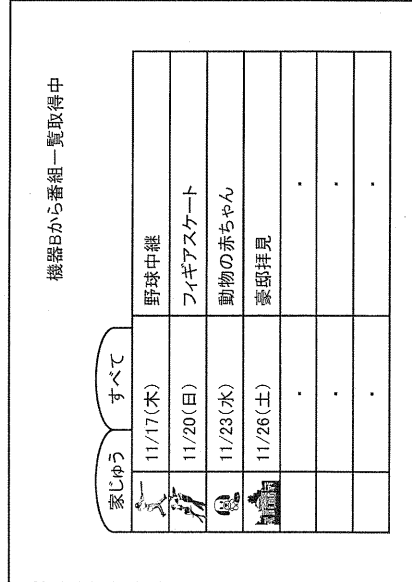 機器Bから番組一覧取得中
家じゅう すべて
11/17(木) 野球中継
11/20(日) フィギアスケート
11/23(水) 動物の赤ちゃん
11/26(土) 豪邸拝見
・ ・
・ ・
・ ・